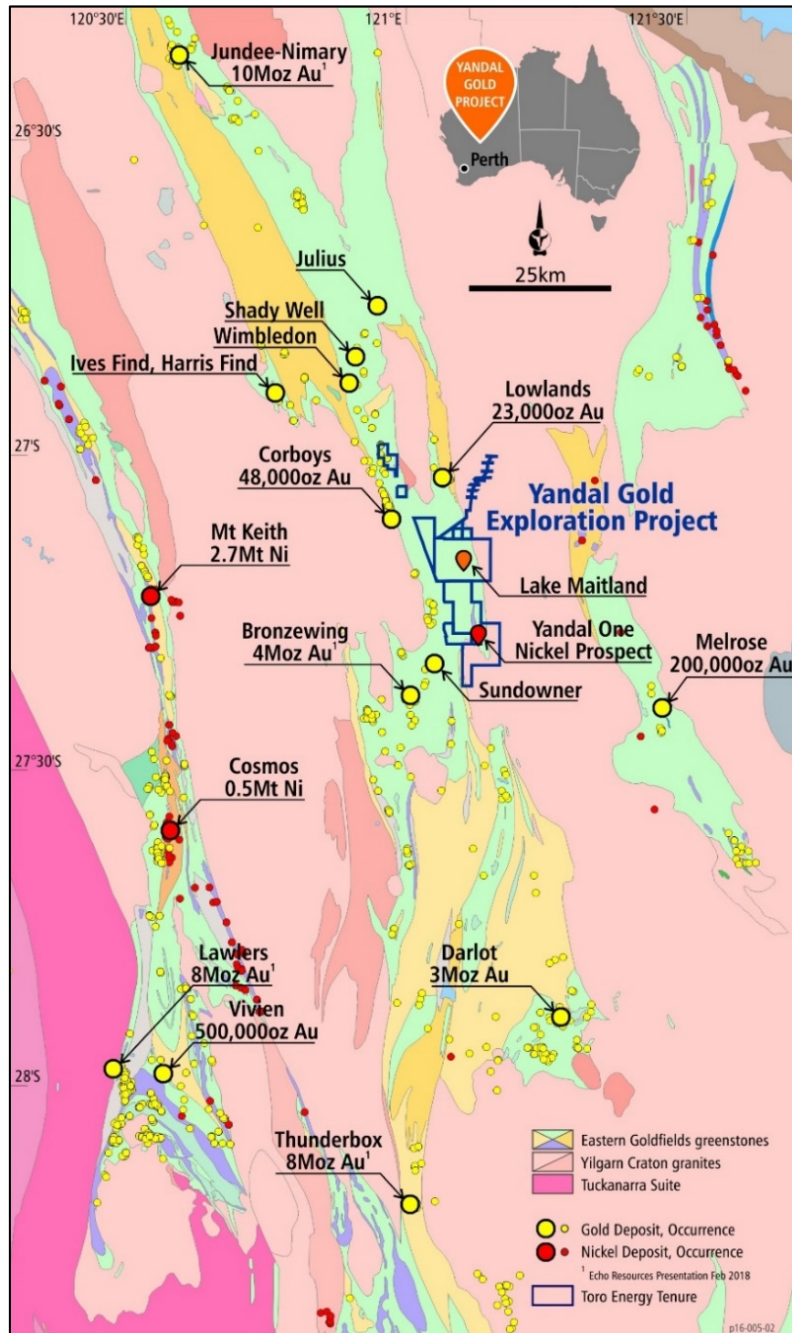 120°30'E
121°E
121°30'E
Jundee-Nimary
10Moz Au¹
YANDAL
GOLD
PROJECT
Perth
26°30'S
25km
Julius
Shady Well
Wimbledon
Ives Find, Harris Find
Lowlands
23,000oz Au
27°S
Corboys
48,000oz Au
Yandal Gold
Exploration Project
Mt Keith
2.7Mt Ni
Lake Maitland
Bronzewing
4Moz Au¹
Yandal One
Nickel Prospect
Melrose
200,000oz Au
Sundowner
27°30'S
Cosmos
0.5Mt Ni
Lawlers
8Moz Au¹
Darlot
3Moz Au
Vivien
500,000oz Au
28°S
Thunderbox
8Moz Au¹
Eastern Goldfields greenstones
Yilgarn Craton granites
Tuckanarra Suite
Gold Deposit, Occurrence
Nickel Deposit, Occurrence
¹ Echo Resources Presentation Feb 2018
Toro Energy Tenure
p16-005-02